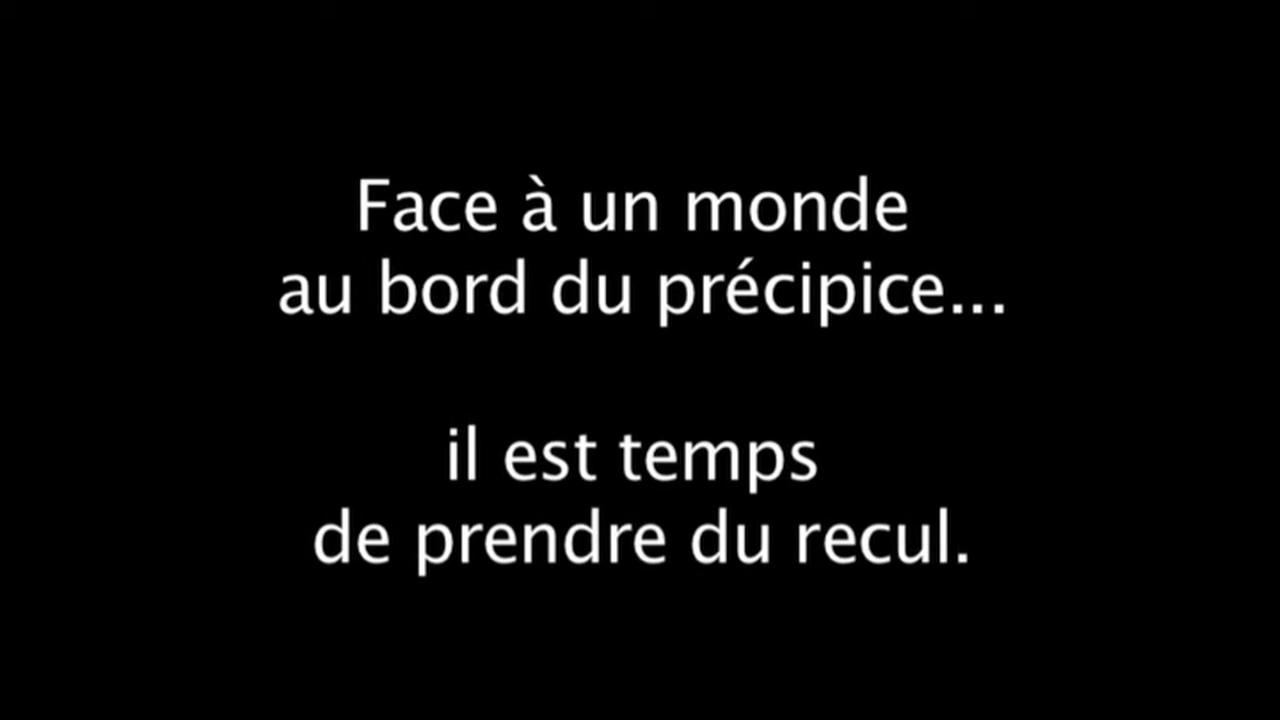 Face à un monde
au bord du précipice...
il est temps
de prendre du recul.